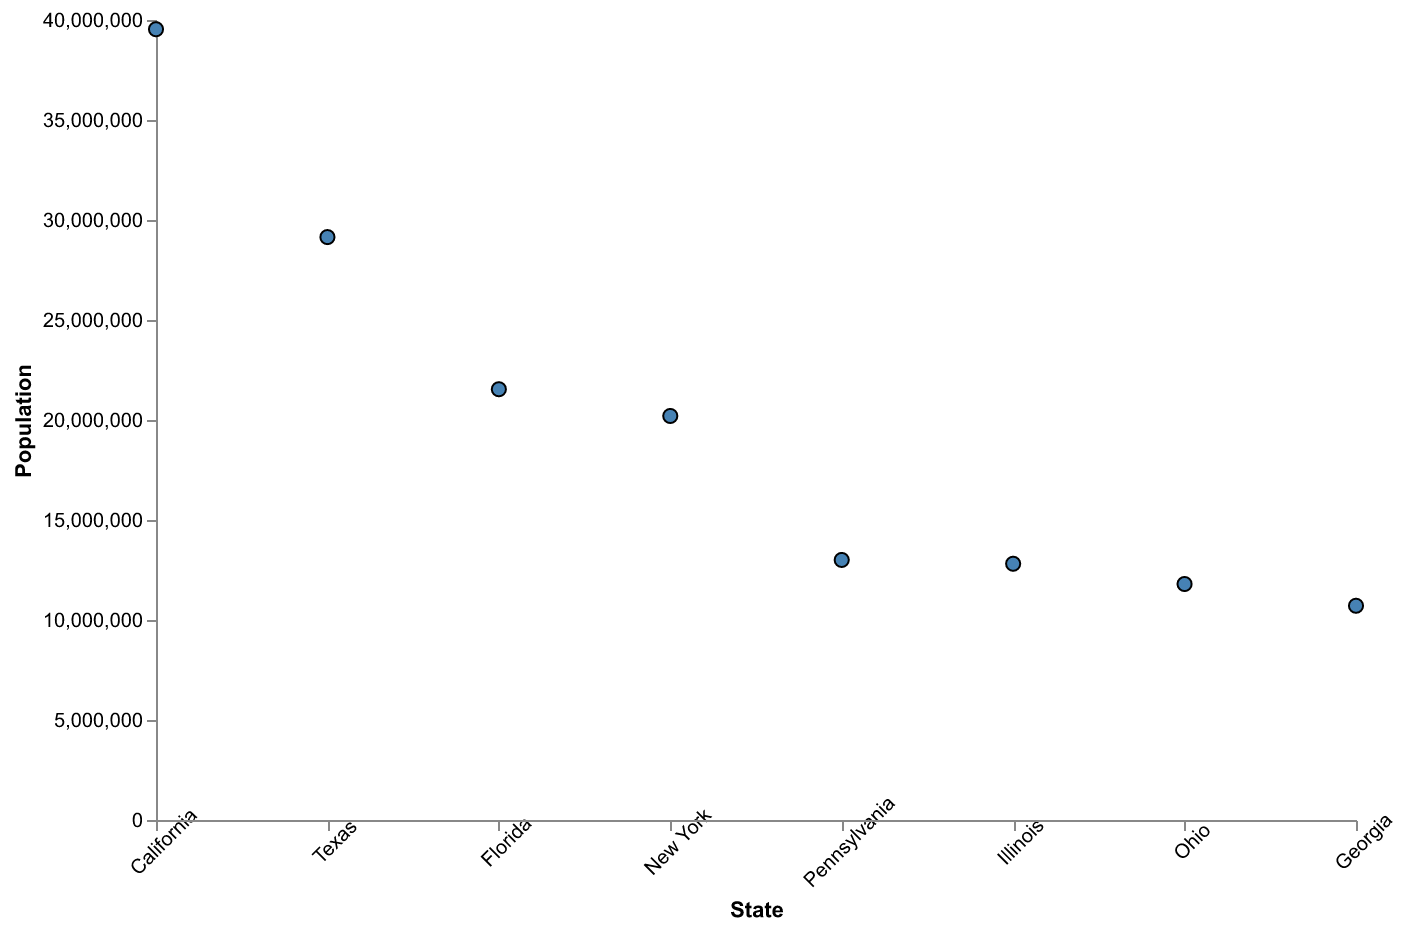 40,000,000
35,000,000
30,000,000
25,000,000
20,000,000
15,000,000
10,000,000
5,000,000
0
Population
California
Texas
Florida
New York
Pennsylvania
Illinois
Ohio
Georgia
State